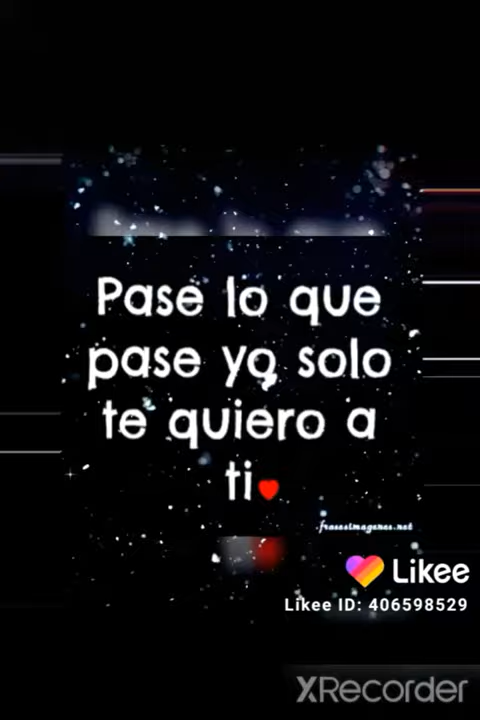 Pase lo que
pase yo solo
te quiero a
ti
frasesimagenes.net
Likee
Likee ID: 406598529
XRecorder